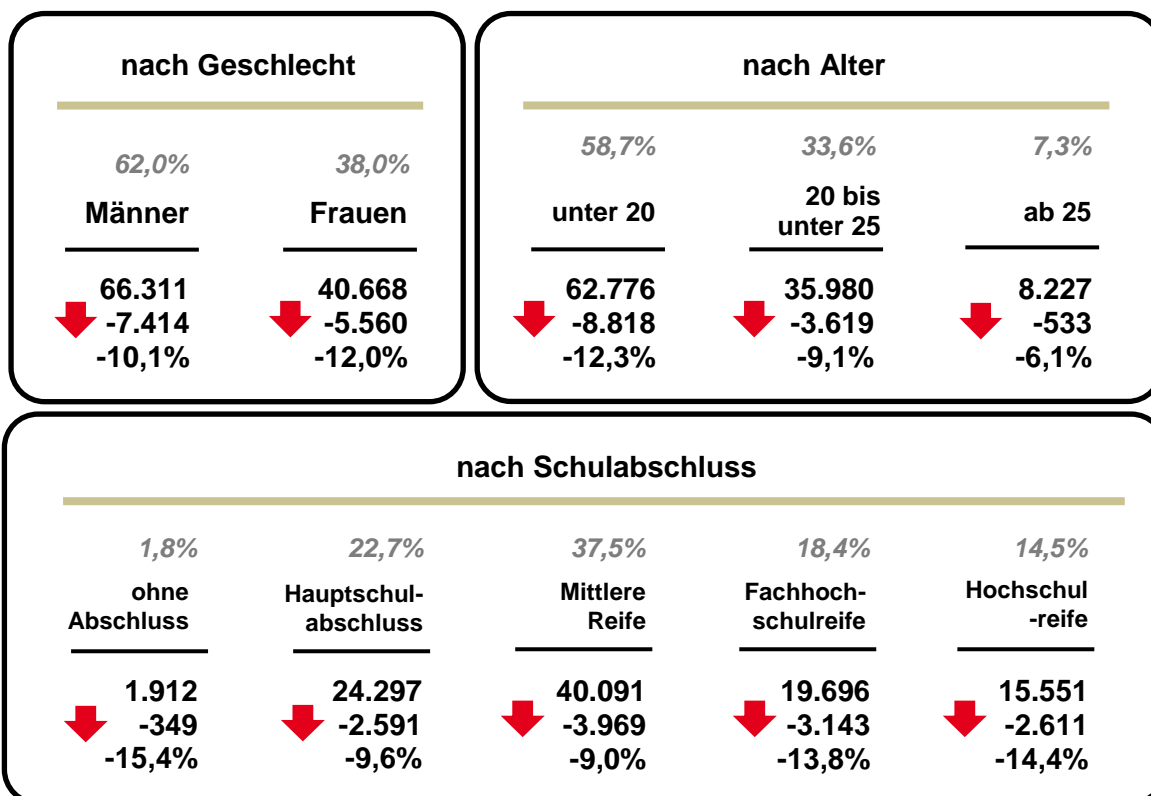 nach Geschlecht
62,0%
Männer
66.311
-7.414
-10,1%
38,0%
Frauen
40.668
-5.560
-12,0%
nach Alter
58,7%
unter 20
62.776
-8.818
-12,3%
33,6%
20 bis
unter 25
35.980
-3.619
-9,1%
7,3%
ab 25
8.227
-533
-6,1%
nach Schulabschluss
1,8%
ohne
Abschluss
1.912
-349
-15,4%
22,7%
Hauptschul-
abschluss
24.297
-2.591
-9,6%
37,5%
Mittlere
Reife
40.091
-3.969
-9,0%
18,4%
Fachhoch-
schulreife
19.696
-3.143
-13,8%
14,5%
Hochschul
-reife
15.551
-2.611
-14,4%